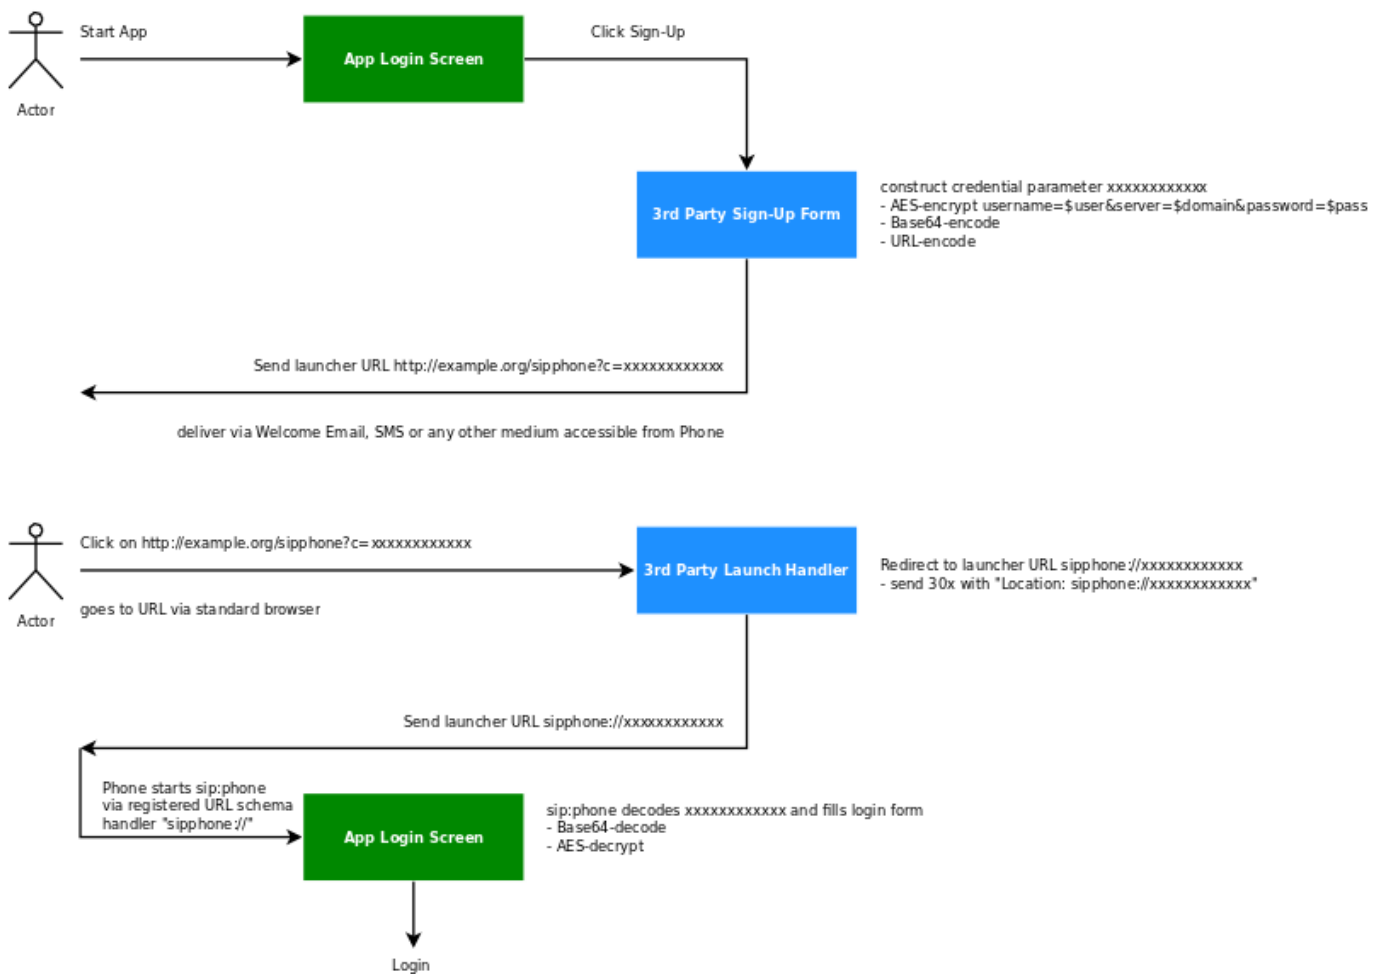 Start App
Click Sign-Up
App Login Screen
Actor
3rd Party Sign-Up Form
construct credential parameter xxxxxxxxxxxx
- AES-encrypt username=$user&server=$domain&password=$pass
- Base64-encode
- URL-encode
Send launcher URL http://example.org/sipphone?c=xxxxxxxxxxxx
deliver via Welcome Email, SMS or any other medium accessible from Phone
Click on http://example.org/sipphone?c=xxxxxxxxxxxx
3rd Party Launch Handler
Redirect to launcher URL sipphone://xxxxxxxxxxxx
- send 30x with "Location: sipphone://xxxxxxxxxxxx"
goes to URL via standard browser
Actor
Send launcher URL sipphone://xxxxxxxxxxxx
Phone starts sip:phone
via registered URL schema
handler "sipphone://"
App Login Screen
sip:phone decodes xxxxxxxxxxxx and fills login form
- Base64-decode
- AES-decrypt
Login